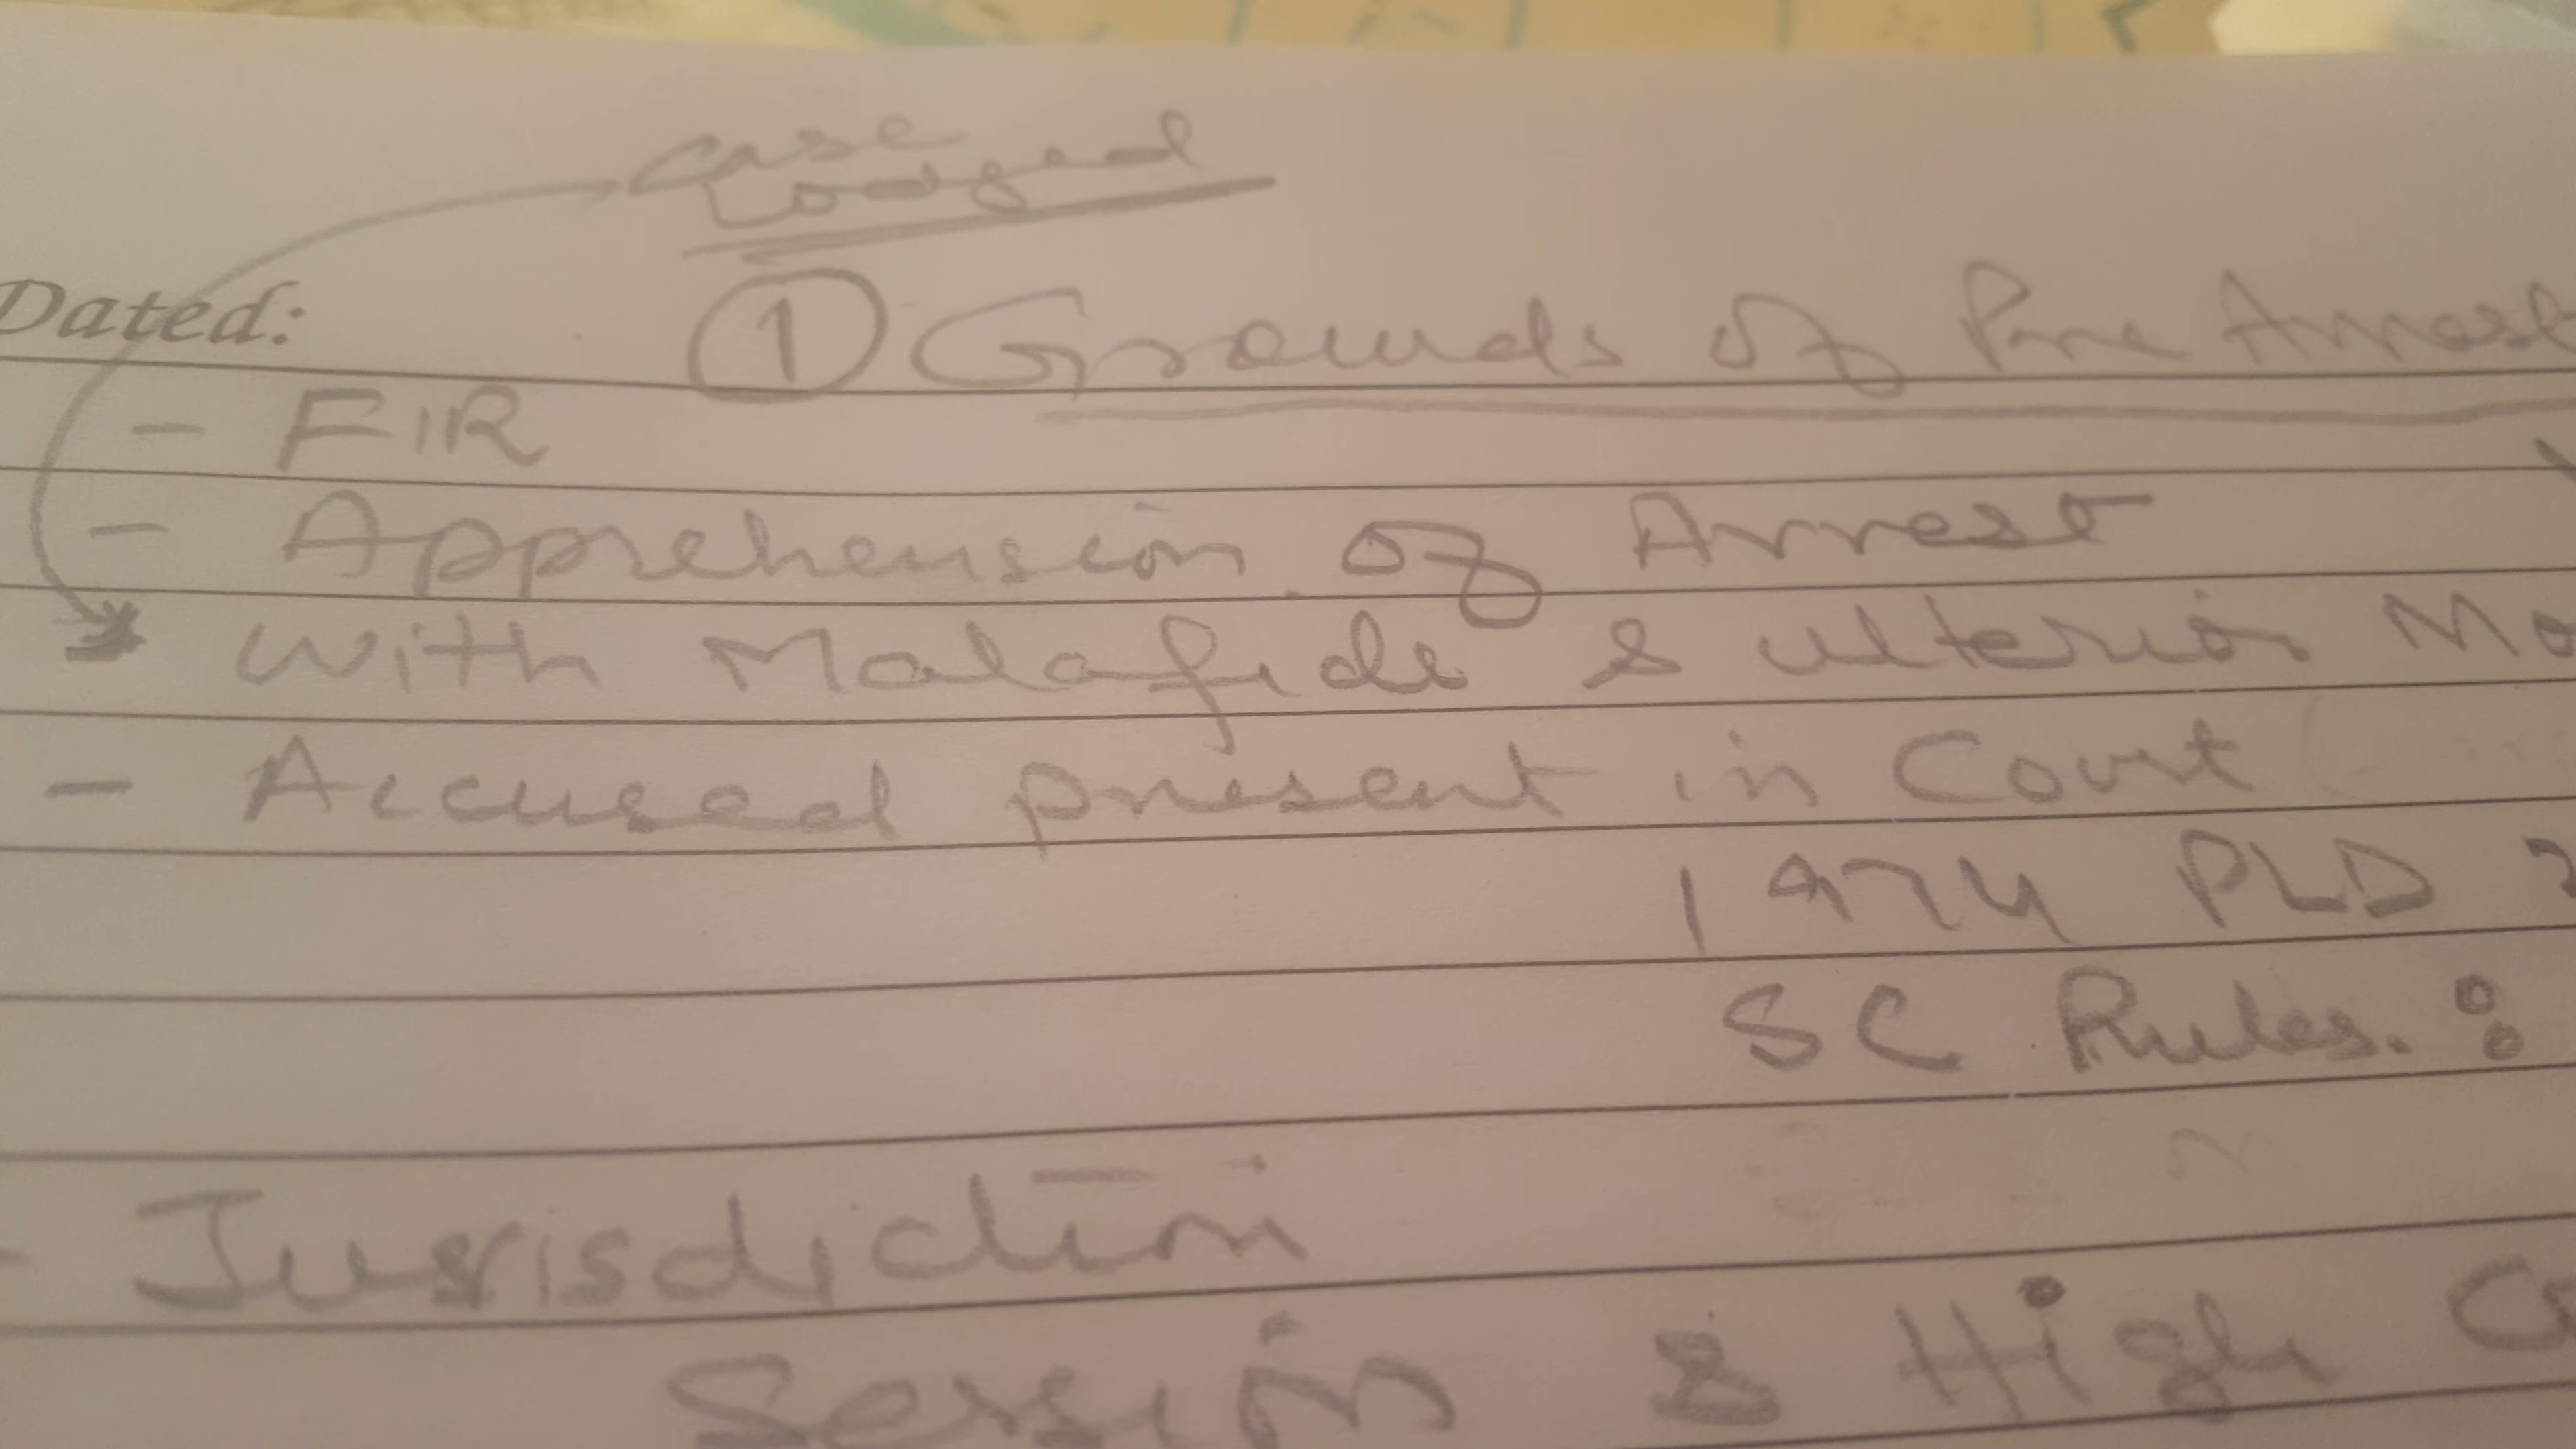 case
Lodged
Dated:
① Grounds of Pre Arrest
- FIR
- Apprehension of Arrest
with Malafide & ulterior
- Accused present in Court
1974 PLD
SC Rules. :
- Jurisdiction
Session & High